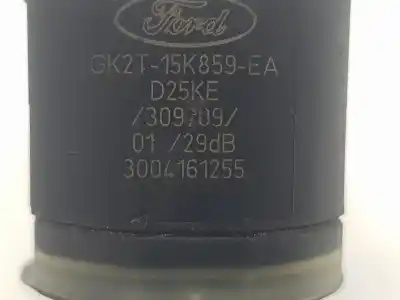 Ford
GK2T-15K859-EA
D25KE
/309709/
01 /29dB
3004161255